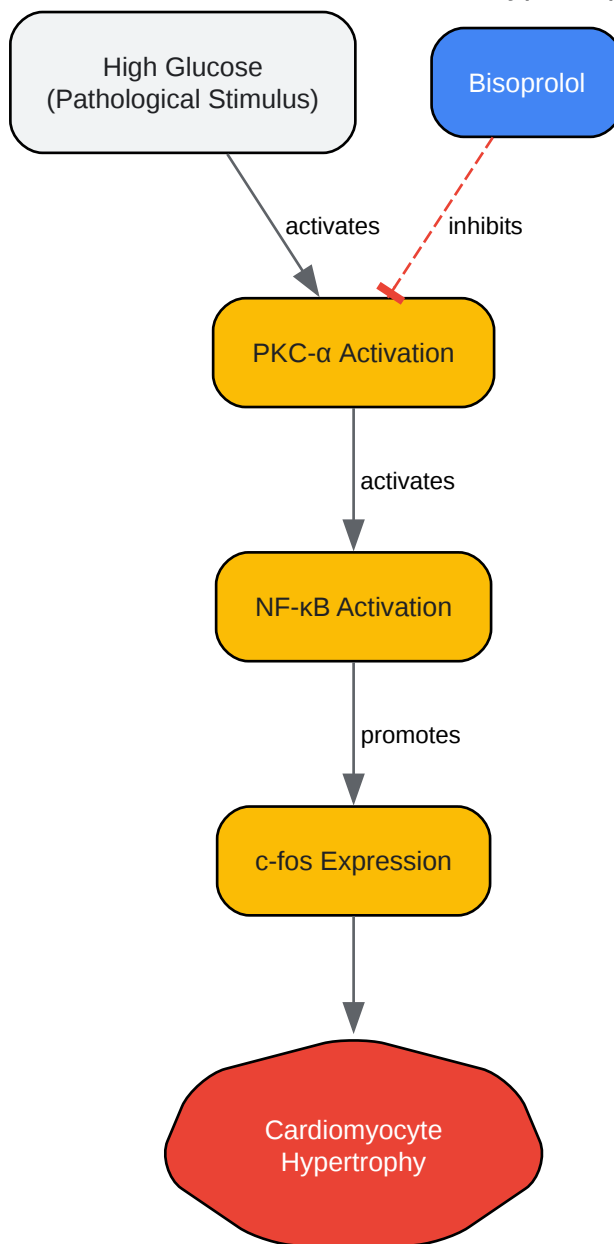 High Glucose
(Pathological Stimulus)
Bisoprolol
activates
inhibits
PKC-α Activation
activates
NF-κB Activation
promotes
c-fos Expression
Cardiomyocyte
Hypertrophy